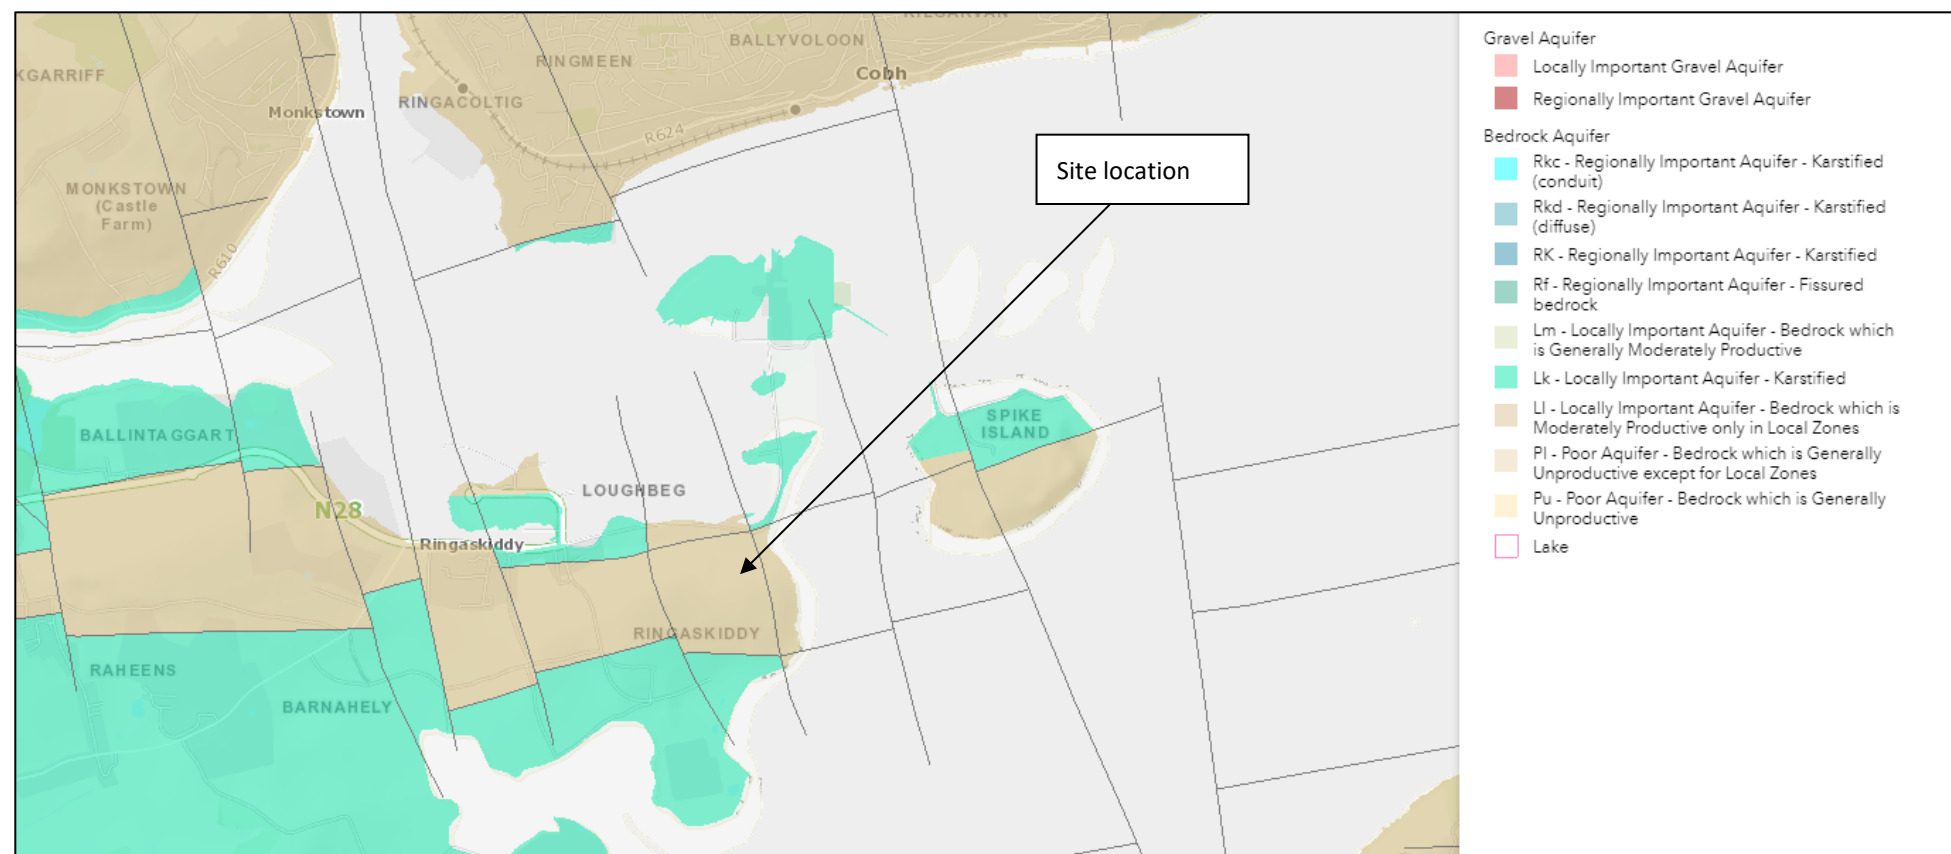 KILGARVAN
BALLYVOLOON
RINGMEEN
Cobh
KGARRIFF
RINGACOLTIG
Monkstown
R624
MONKSTOWN
(Castle
Farm)
R610
Site location
SPIKE
ISLAND
BALLINTAGGART
LOUGHBEG
N28
Ringaskiddy
RINGASKIDDY
RAHEENS
BARNAHELY
Gravel Aquifer
Locally Important Gravel Aquifer
Regionally Important Gravel Aquifer
Bedrock Aquifer
Rkc - Regionally Important Aquifer - Karstified
(conduit)
Rkd - Regionally Important Aquifer - Karstified
(diffuse)
RK - Regionally Important Aquifer - Karstified
Rf - Regionally Important Aquifer - Fissured
bedrock
Lm - Locally Important Aquifer - Bedrock which
is Generally Moderately Productive
Lk - Locally Important Aquifer - Karstified
Ll - Locally Important Aquifer - Bedrock which is
Moderately Productive only in Local Zones
Pl - Poor Aquifer - Bedrock which is Generally
Unproductive except for Local Zones
Pu - Poor Aquifer - Bedrock which is Generally
Unproductive
Lake